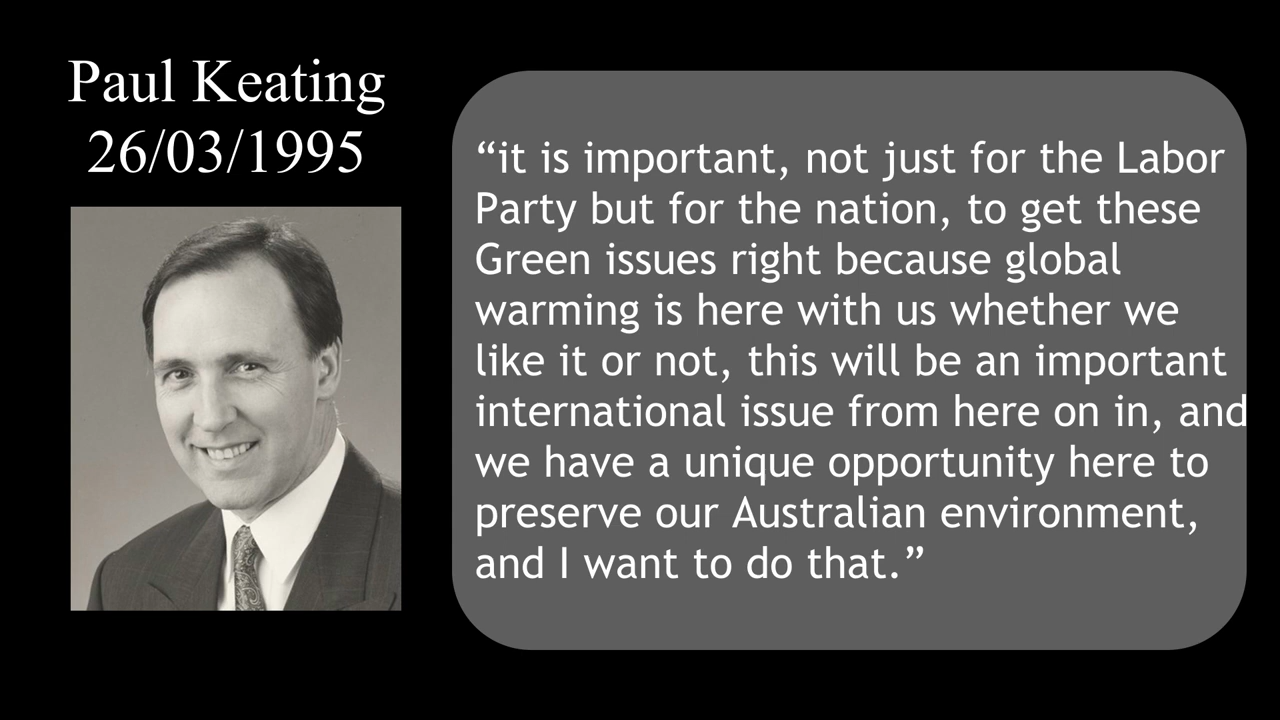 Paul Keating
26/03/1995
“it is important, not just for the Labor
Party but for the nation, to get these
Green issues right because global
warming is here with us whether we
like it or not, this will be an important
international issue from here on in, and
we have a unique opportunity here to
preserve our Australian environment,
and I want to do that.”